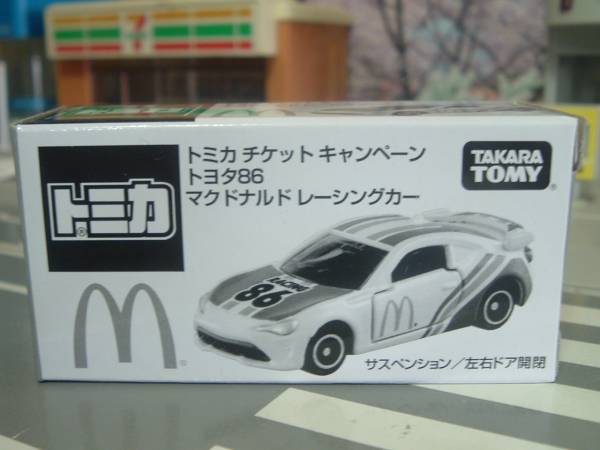 トミカ チケット キャンペーン
トヨタ86
マクドナルド レーシングカー
TAKARA
TOMY
トミカ
RACING
86
サスペンション/左右ドア開閉
7